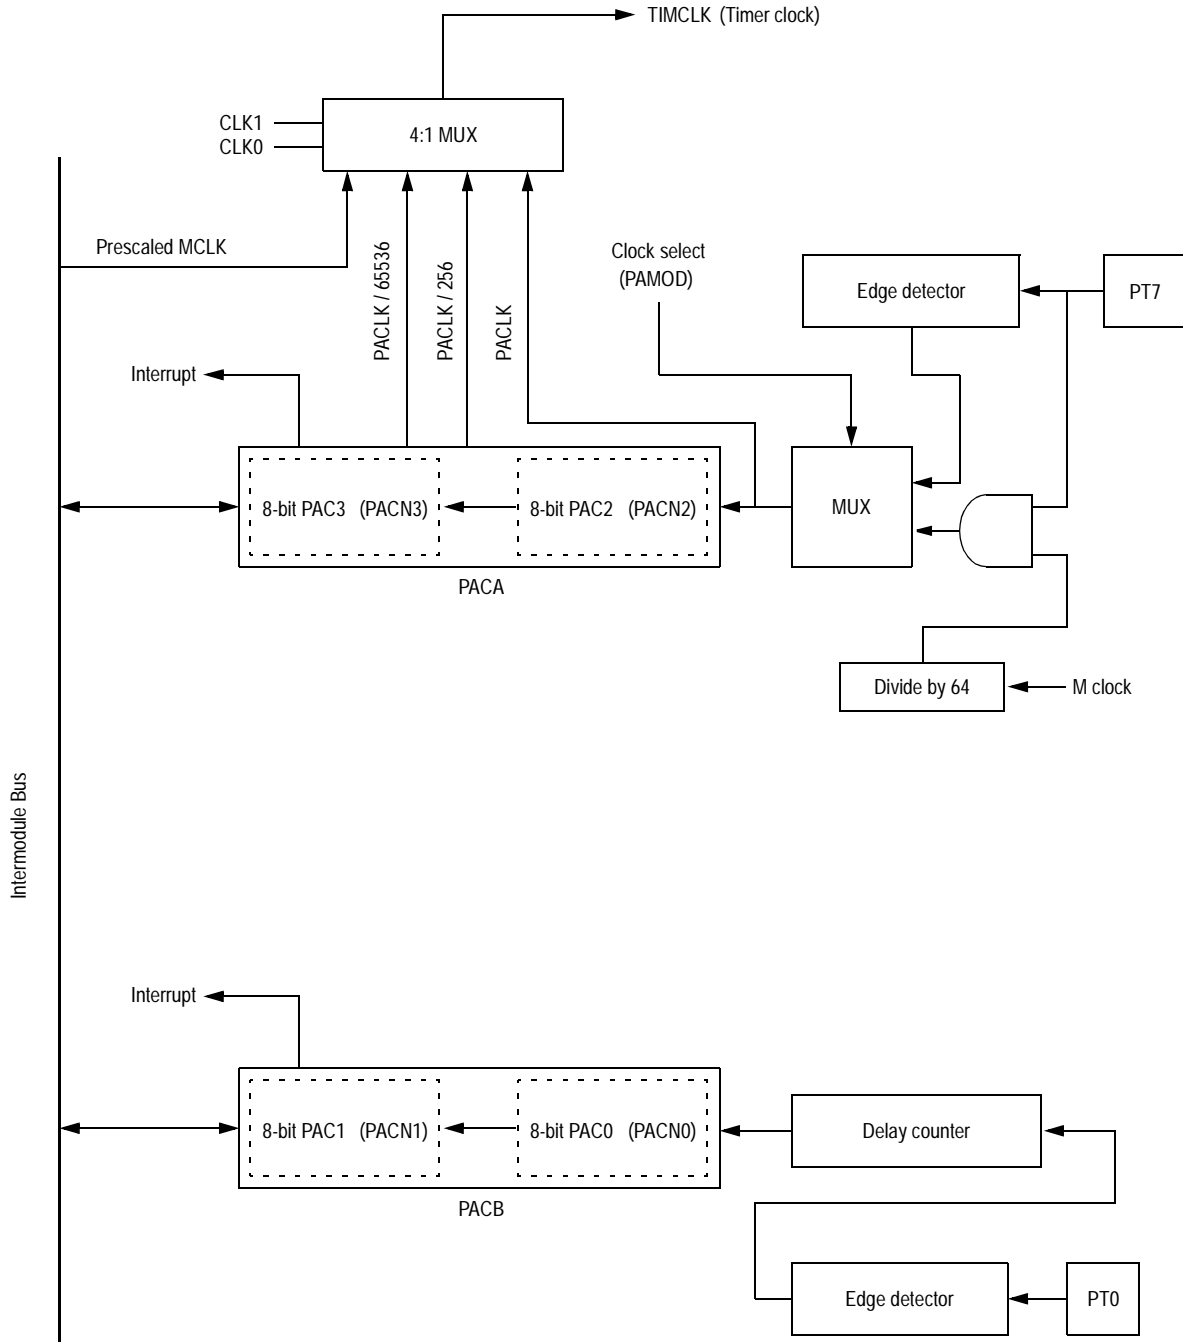 TIMCLK (Timer clock)
CLK1
CLK0
4:1 MUX
Prescaled MCLK
PACLK / 65536
PACLK / 256
PACLK
Clock select
(PAMOD)
Edge detector
PT7
Interrupt
8-bit PAC3 (PACN3)
8-bit PAC2 (PACN2)
MUX
PACA
Divide by 64
M clock
Intermodule Bus
Interrupt
8-bit PAC1 (PACN1)
8-bit PAC0 (PACN0)
Delay counter
PACB
Edge detector
PT0